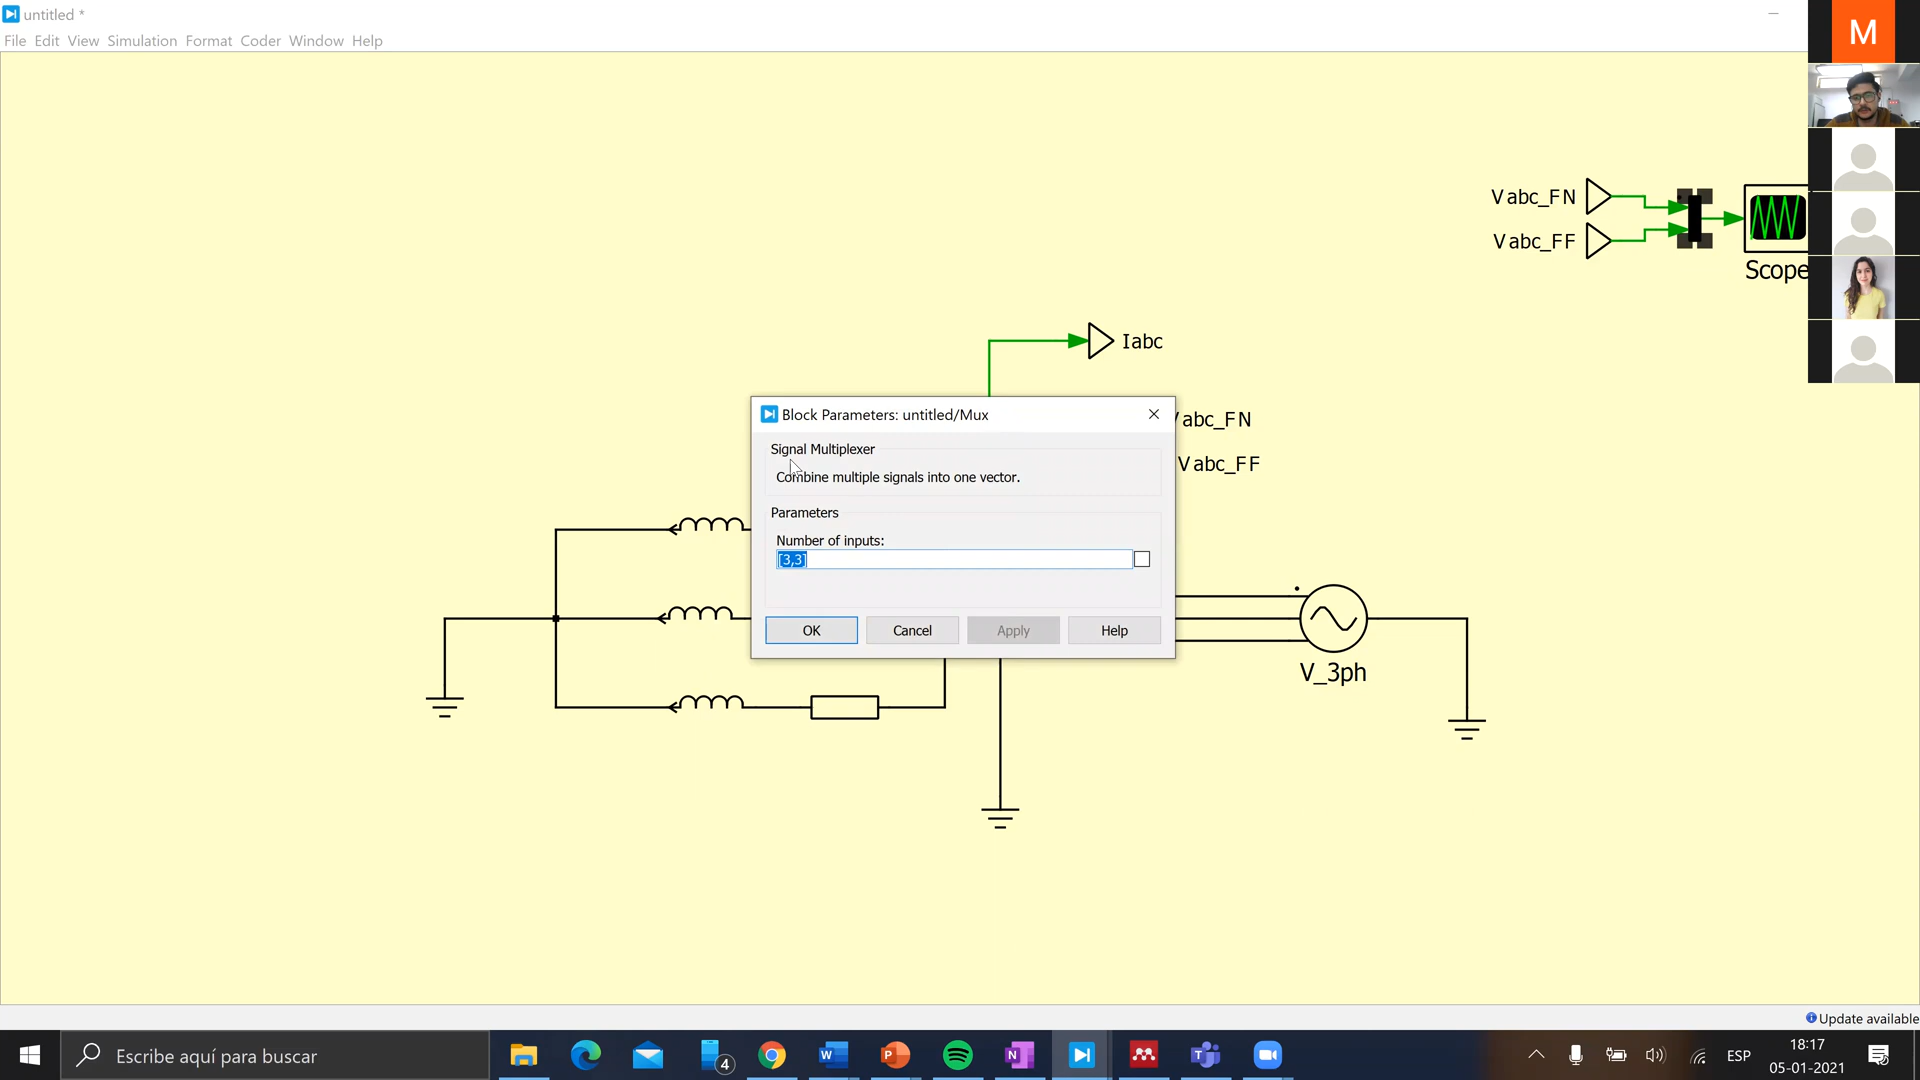 untitled *
File Edit View Simulation Format Coder Window Help
M
Vabc_FN
Vabc_FF
Scope
Iabc
Vabc_FN
Vabc_FF
Block Parameters: untitled/Mux
Signal Multiplexer
Combine multiple signals into one vector.
Parameters
Number of inputs:
[3,3]
OK Cancel Apply Help
V_3ph
Update available
Escribe aquí para buscar
4
ESP
18:17
05-01-2021